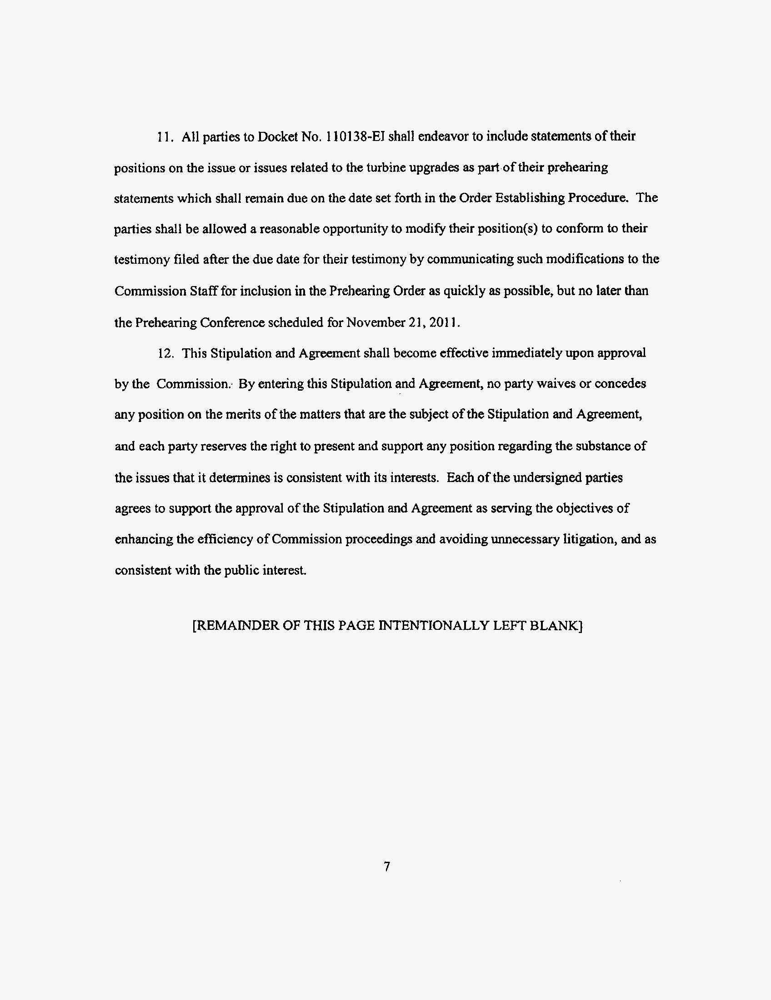 11. All parties to Docket No. 110138-EI shall endeavor to include statements of their
positions on the issue or issues related to the turbine upgrades as part of their prehearing
statements which shall remain due on the date set forth in the Order Establishing Procedure. The
parties shall be allowed a reasonable opportunity to modify their position(s) to conform to their
testimony filed after the due date for their testimony by communicating such modifications to the
Commission Staff for inclusion in the Prehearing Order as quickly as possible, but no later than
the Prehearing Conference scheduled for November 21, 2011.
12. This Stipulation and Agreement shall become effective immediately upon approval
by the Commission. By entering this Stipulation and Agreement, no party waives or concedes
any position on the merits of the matters that are the subject of the Stipulation and Agreement,
and each party reserves the right to present and support any position regarding the substance of
the issues that it determines is consistent with its interests. Each of the undersigned parties
agrees to support the approval of the Stipulation and Agreement as serving the objectives of
enhancing the efficiency of Commission proceedings and avoiding unnecessary litigation, and as
consistent with the public interest.
[REMAINDER OF THIS PAGE INTENTIONALLY LEFT BLANK]
7